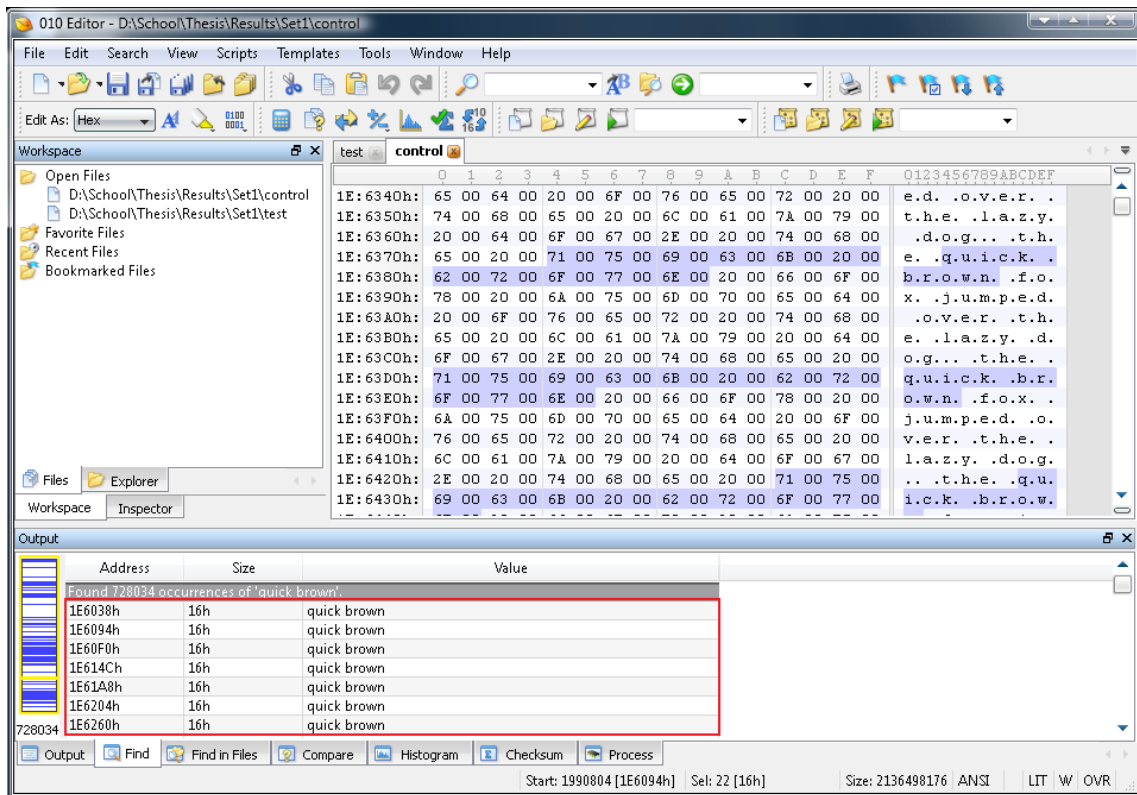 010 Editor - D:\School\Thesis\Results\Set1\control
File Edit Search View Scripts Templates Tools Window Help
Edit As: Hex
Workspace
test control
Open Files
D:\School\Thesis\Results\Set1\control
D:\School\Thesis\Results\Set1\test
Favorite Files
Recent Files
Bookmarked Files
0 1 2 3 4 5 6 7 8 9 A B C D E F 0123456789ABCDEF
1E:6340h: 65 00 64 00 20 00 6F 00 76 00 65 00 72 00 20 00 e.d. .o.v.e.r. .
1E:6350h: 74 00 68 00 65 00 20 00 6C 00 61 00 7A 00 79 00 t.h.e. .l.a.z.y.
1E:6360h: 20 00 64 00 6F 00 67 00 2E 00 20 00 74 00 68 00 .d.o.g... .t.h.
1E:6370h: 65 00 20 00 71 00 75 00 69 00 63 00 6B 00 20 00 e. .q.u.i.c.k. .
1E:6380h: 62 00 72 00 6F 00 77 00 6E 00 20 00 66 00 6F 00 b.r.o.w.n. .f.o.
1E:6390h: 78 00 20 00 6A 00 75 00 6D 00 70 00 65 00 64 00 x. .j.u.m.p.e.d.
1E:63A0h: 20 00 6F 00 76 00 65 00 72 00 20 00 74 00 68 00 .o.v.e.r. .t.h.
1E:63B0h: 65 00 20 00 6C 00 61 00 7A 00 79 00 20 00 64 00 e. .l.a.z.y. .d.
1E:63C0h: 6F 00 67 00 2E 00 20 00 74 00 68 00 65 00 20 00 o.g... .t.h.e. .
1E:63D0h: 71 00 75 00 69 00 63 00 6B 00 20 00 62 00 72 00 q.u.i.c.k. .b.r.
1E:63E0h: 6F 00 77 00 6E 00 20 00 66 00 6F 00 78 00 20 00 o.w.n. .f.o.x. .
1E:63F0h: 6A 00 75 00 6D 00 70 00 65 00 64 00 20 00 6F 00 j.u.m.p.e.d. .o.
1E:6400h: 76 00 65 00 72 00 20 00 74 00 68 00 65 00 20 00 v.e.r. .t.h.e. .
1E:6410h: 6C 00 61 00 7A 00 79 00 20 00 64 00 6F 00 67 00 l.a.z.y. .d.o.g.
1E:6420h: 2E 00 20 00 74 00 68 00 65 00 20 00 71 00 75 00 .. .t.h.e. .q.u.
1E:6430h: 69 00 63 00 6B 00 20 00 62 00 72 00 6F 00 77 00 i.c.k. .b.r.o.w.
Files Explorer
Workspace Inspector
Output
Address Size Value
Found 728034 occurrences of 'quick brown'.
1E6038h 16h quick brown
1E6094h 16h quick brown
1E60F0h 16h quick brown
1E614Ch 16h quick brown
1E61A8h 16h quick brown
1E6204h 16h quick brown
1E6260h 16h quick brown
728034
Output Find Find in Files Compare Histogram Checksum Process
Start: 1990804 [1E6094h] Sel: 22 [16h] Size: 2136498176 ANSI LIT W OVR